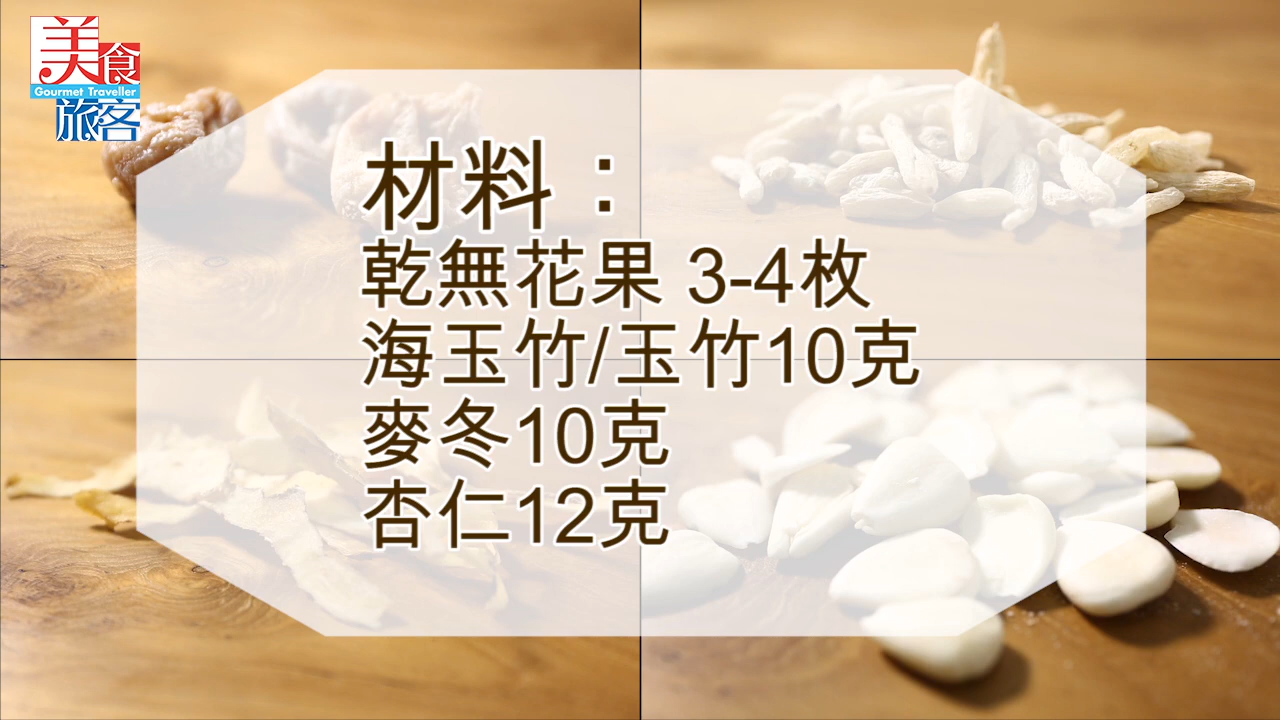 美食
Gourmet Traveller
旅客
材料：
乾無花果 3-4枚
海玉竹/玉竹10克
麥冬10克
杏仁12克